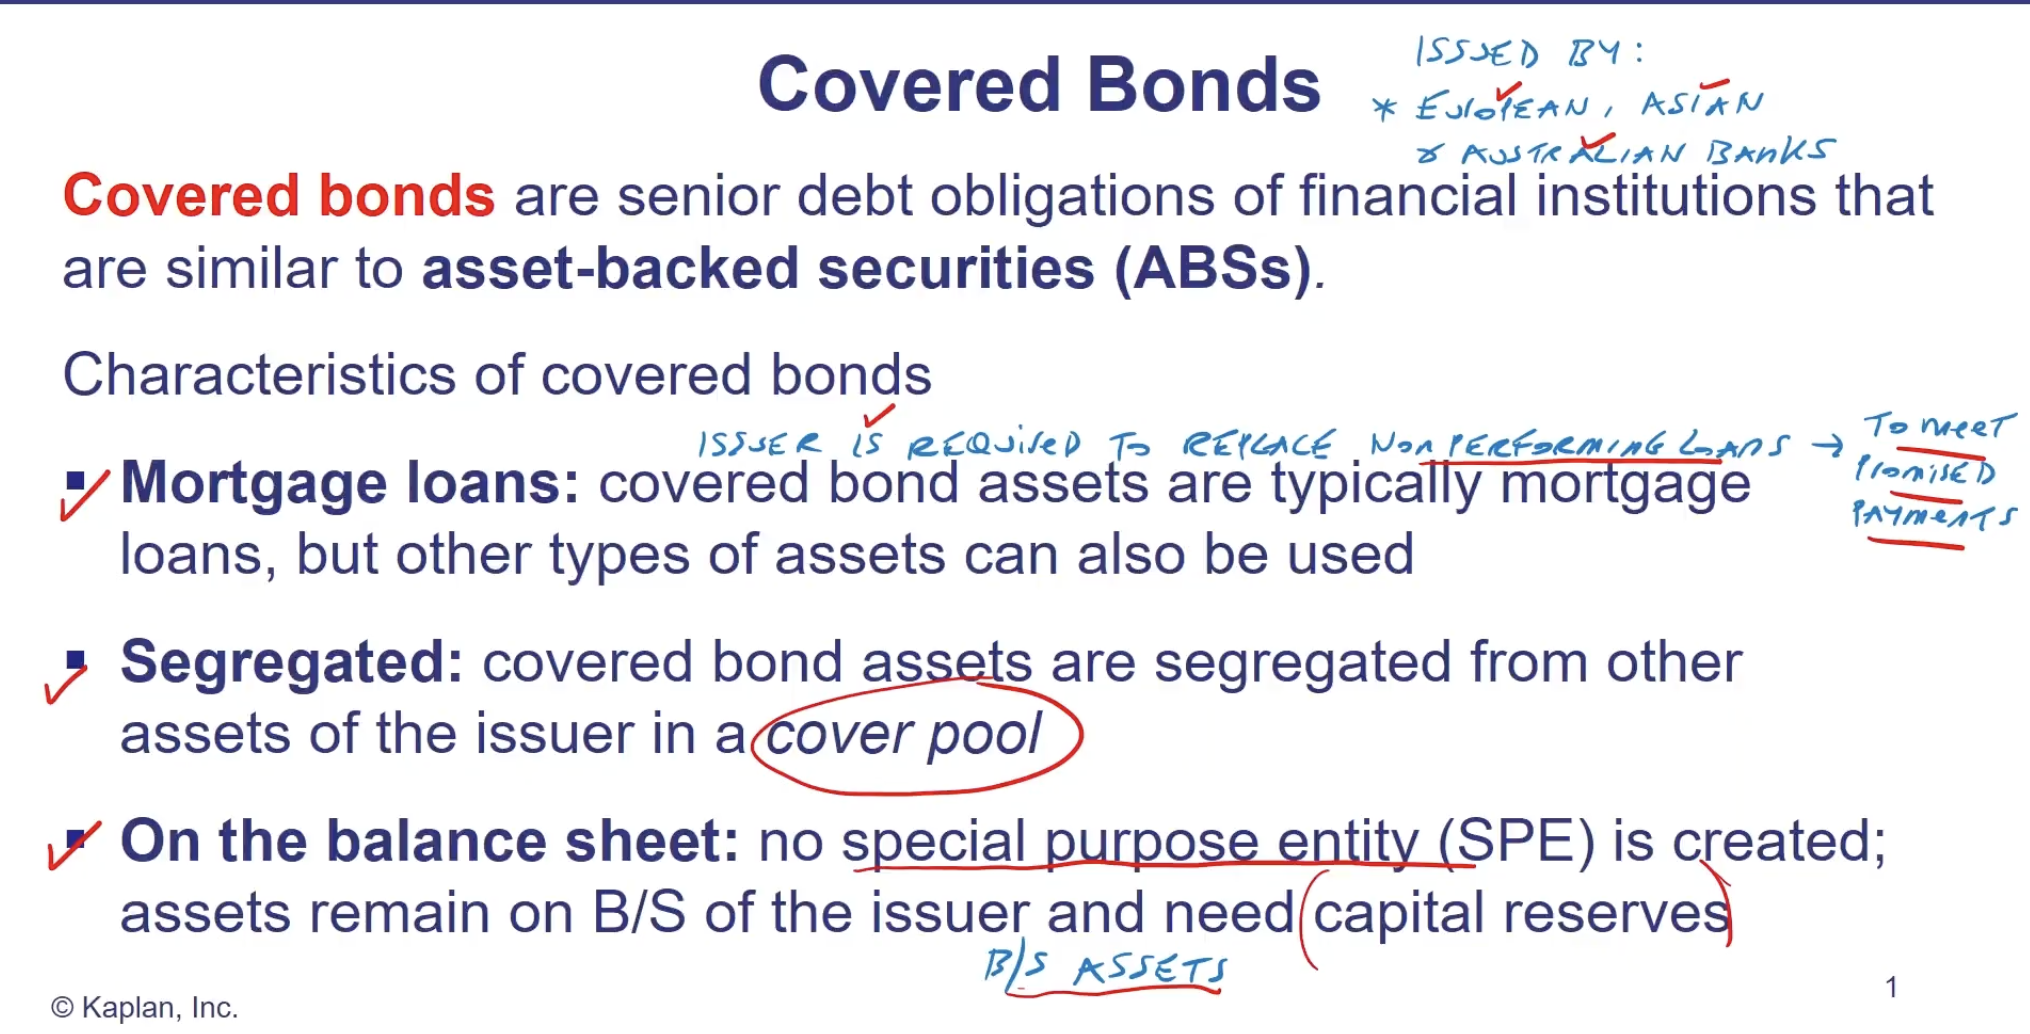 Covered Bonds
ISSUED BY:
* EUROPEAN, ASIAN
& AUSTRALIAN BANKS
Covered bonds are senior debt obligations of financial institutions that
are similar to asset-backed securities (ABSs).
Characteristics of covered bonds
ISSUER IS REQUIRED TO REPLACE NONPERFORMING LOANS → TO MEET
PROMISED
PAYMENTS
▪ Mortgage loans: covered bond assets are typically mortgage
loans, but other types of assets can also be used
▪ Segregated: covered bond assets are segregated from other
assets of the issuer in a cover pool
▪ On the balance sheet: no special purpose entity (SPE) is created;
assets remain on B/S of the issuer and need capital reserves
B/S ASSETS
© Kaplan, Inc.
1